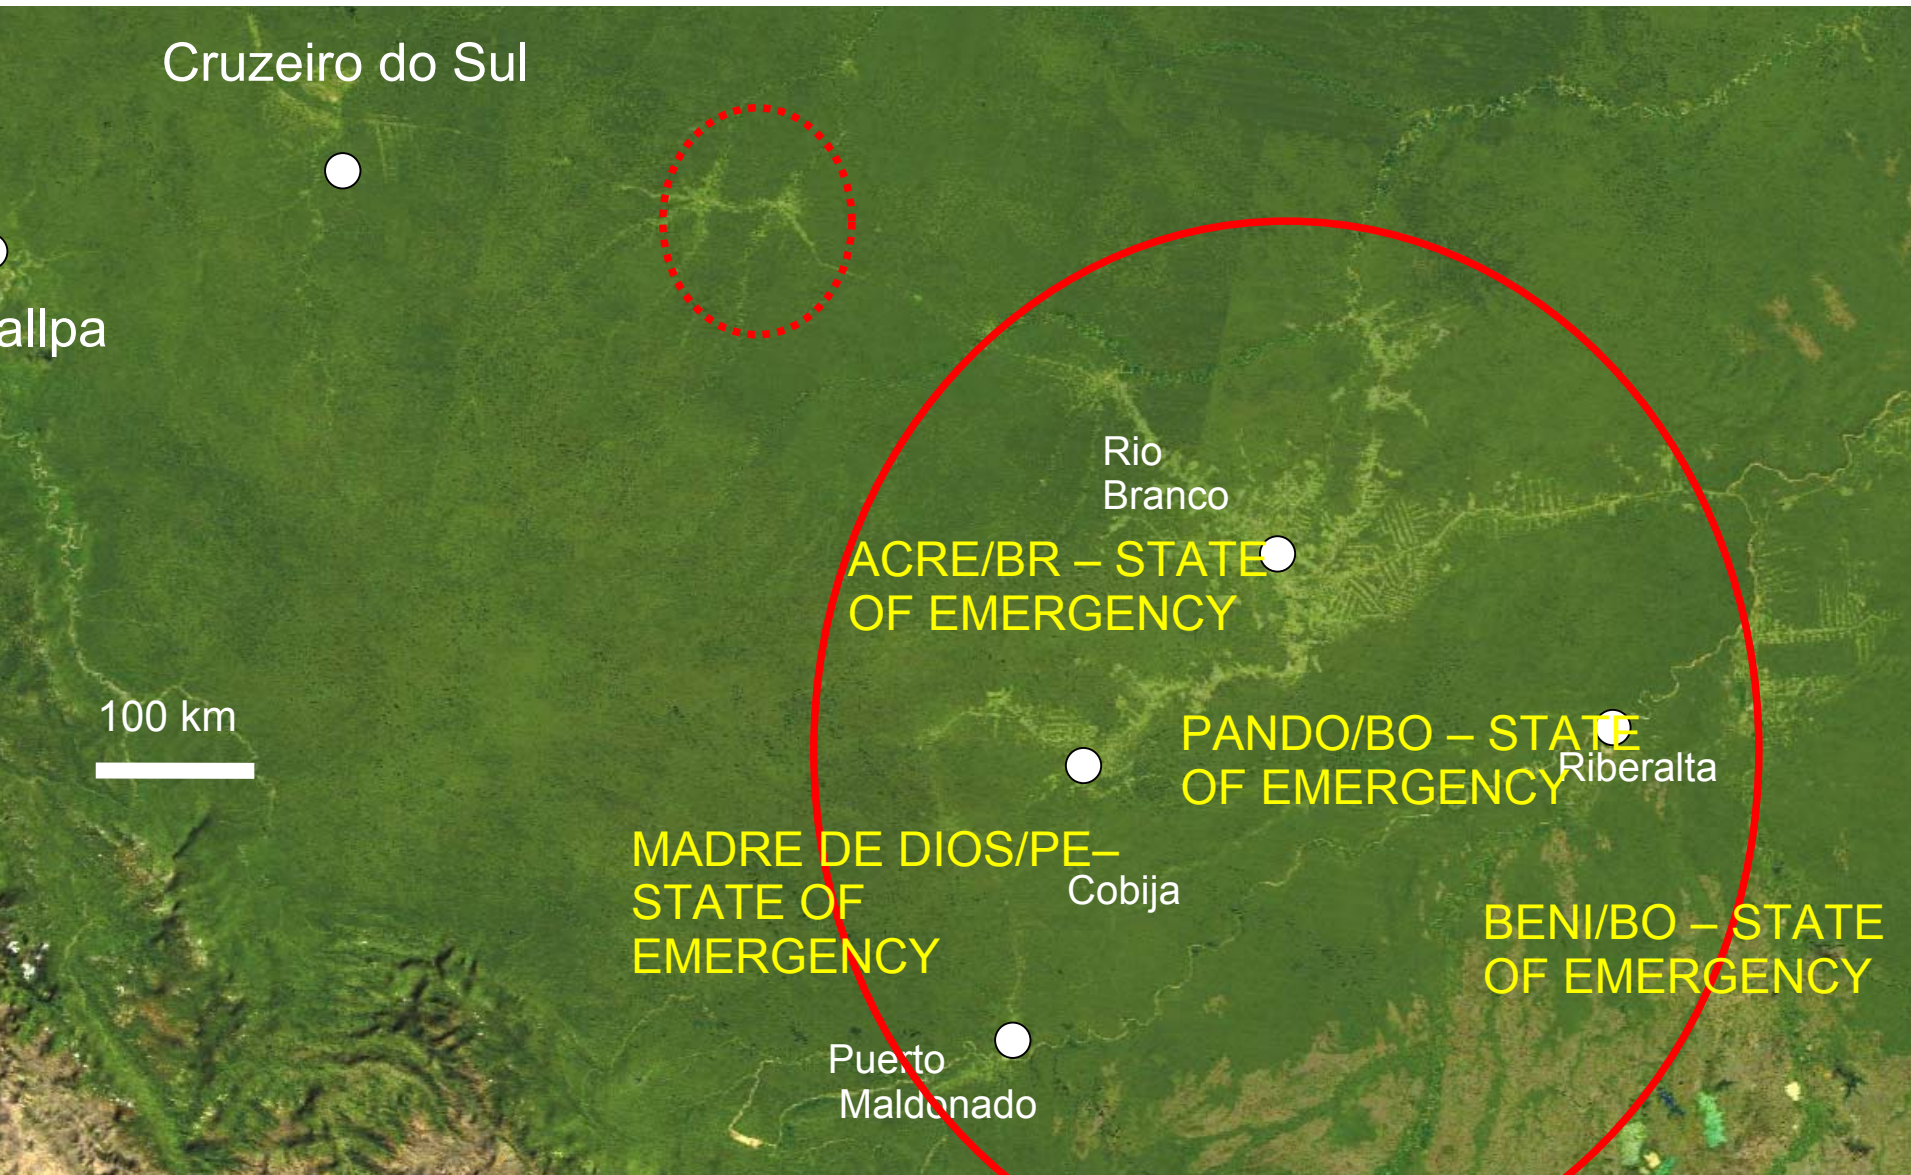 Cruzeiro do Sul
allpa
Rio
Branco
ACRE/BR – STATE
OF EMERGENCY
100 km
PANDO/BO – STATE
OF EMERGENCY
Riberalta
MADRE DE DIOS/PE–
STATE OF
EMERGENCY
Cobija
BENI/BO – STATE
OF EMERGENCY
Puerto
Maldonado